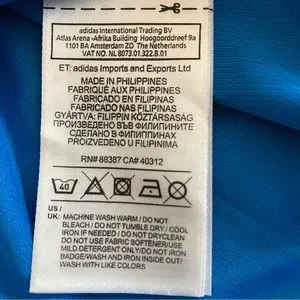 adidas International Trading BV
Atlas Arena -Afrika Building Hoogoorddreef 9a
1101 BA Amsterdam ZO The Netherlands
VAT NO. NL 8073.01.322.B.01
ET: adidas Imports and Exports Ltd
MADE IN PHILIPPINES
FABRIQUÉ AUX PHILIPPINES
FABRICADO EN FILIPINAS
FABRICADO NAS FILIPINAS
GYÁRTVA: FILIPPIN SZIGETEK
ПРОИЗВЕДЕНО ВЪВ ФИЛИПИНИТЕ
СДЕЛАНО В ФИЛИППИНАХ
PROIZVEDENO U FILIPINIMA
RN# 88387 CA# 40312
40
US /
UK: MACHINE WASH WARM / DO NOT
BLEACH / DO NOT TUMBLE DRY / COOL
IRON IF NEEDED / DO NOT DRYCLEAN
DO NOT USE FABRIC SOFTENER/USE
MILD DETERGENT ONLY/DO NOT IRON
BADGE/WASH AND IRON INSIDE OUT/
WASH WITH LIKE COLORS